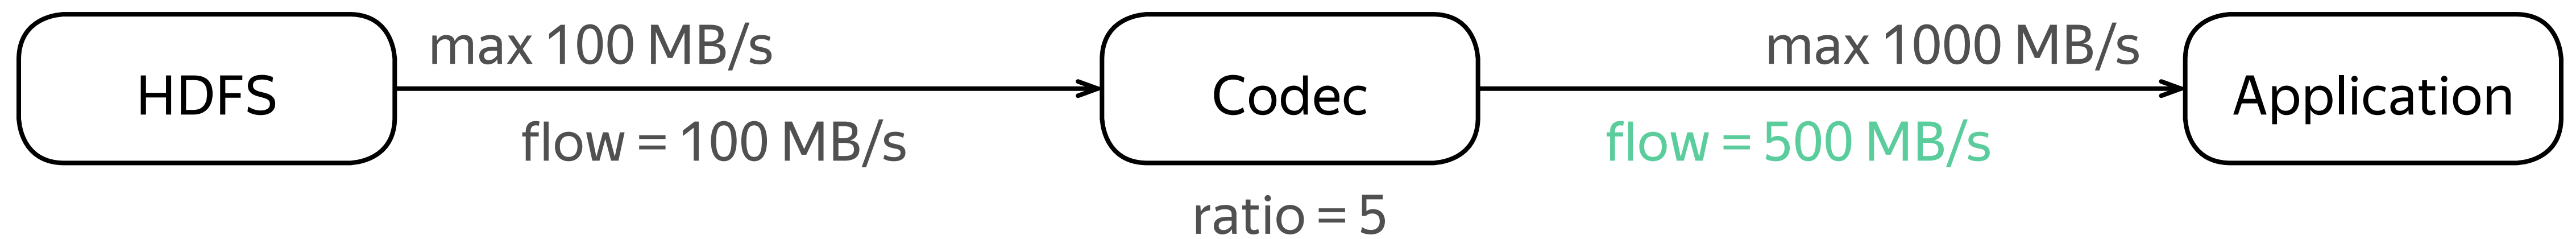 HDFS
max 100 MB/s
flow = 100 MB/s
Codec
ratio = 5
max 1000 MB/s
flow = 500 MB/s
Application